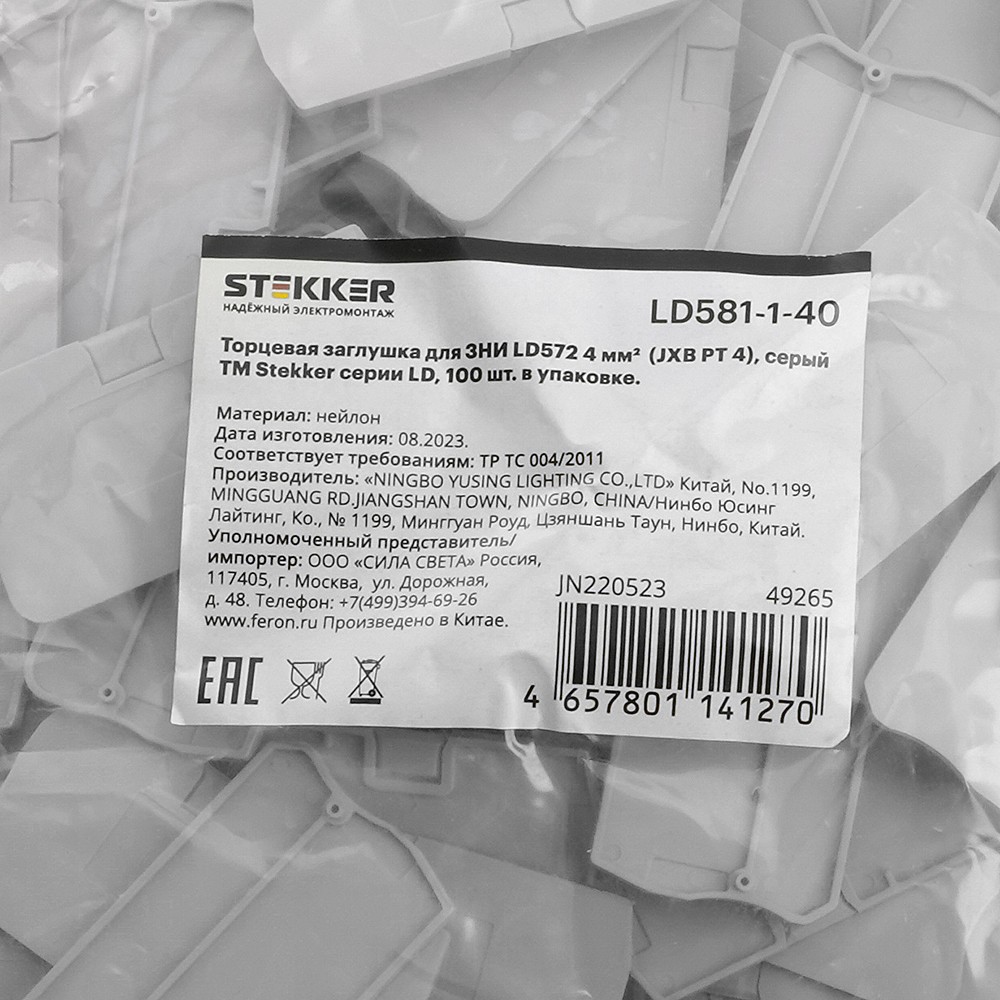 STEKKER
НАДЁЖНЫЙ ЭЛЕКТРОМОНТАЖ
LD581-1-40
Торцевая заглушка для ЗНИ LD572 4 мм² (JXB PT 4), серый
TM Stekker серии LD, 100 шт. в упаковке.
Материал: нейлон
Дата изготовления: 08.2023.
Соответствует требованиям: ТР ТС 004/2011
Производитель: «NINGBO YUSING LIGHTING CO.,LTD» Китай, No.1199,
MINGGUANG RD.JIANGSHAN TOWN, NINGBO, CHINA/Нинбо Юсинг
Лайтинг, Ко., № 1199, Минггуан Роуд, Цзяншань Таун, Нинбо, Китай.
Уполномоченный представитель/
импортер: ООО «СИЛА СВЕТА» Россия,
117405, г. Москва, ул. Дорожная,
д. 48. Телефон: +7(499)394-69-26
www.feron.ru Произведено в Китае.
JN220523 49265
EAC
4 657801 141270